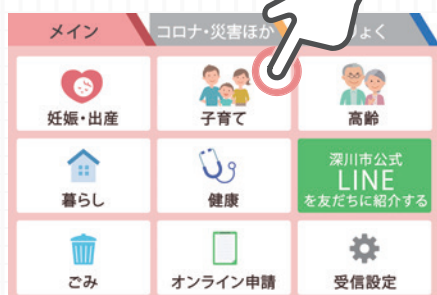 メイン
コロナ・災害ほか
りょく
妊娠・出産
子育て
高齢
暮らし
健康
深川市公式
LINE
を友だちに紹介する
ごみ
オンライン申請
受信設定